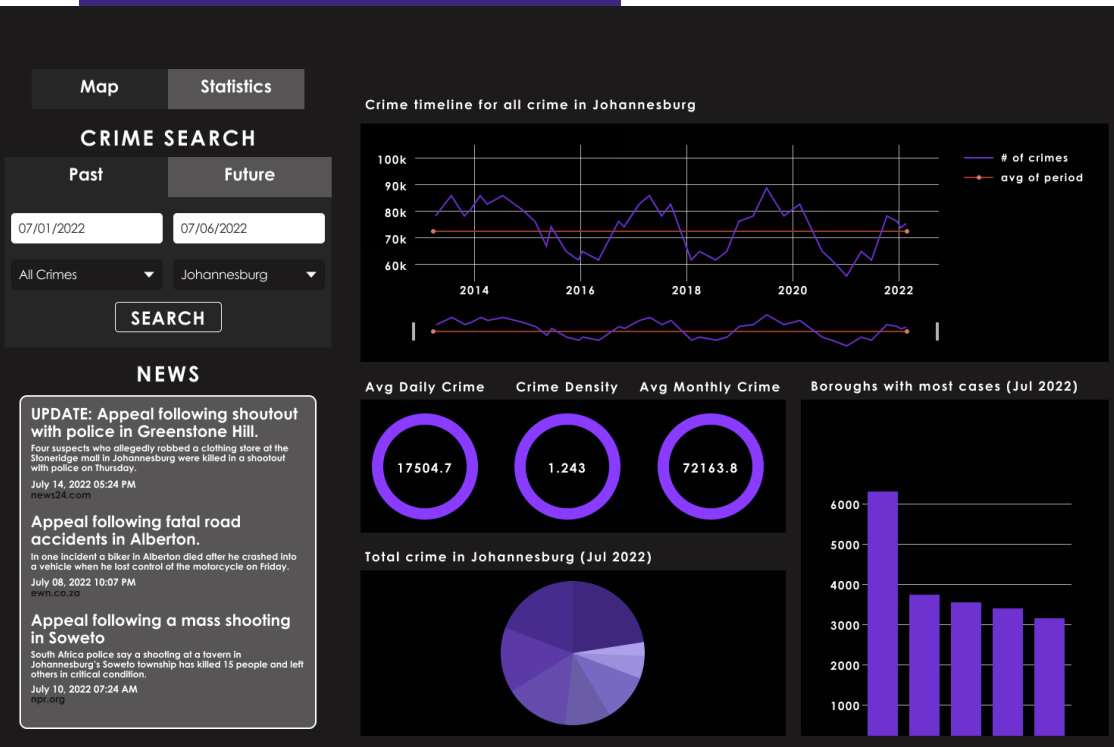 Map
Statistics
CRIME SEARCH
Past
Future
07/01/2022
07/06/2022
All Crimes
Johannesburg
SEARCH
NEWS
UPDATE: Appeal following shoutout
with police in Greenstone Hill.
Four suspects who allegedly robbed a clothing store at the
Stoneridge mall in Johannesburg were killed in a shootout
with police on Thursday.
July 14, 2022 05:24 PM
news24.com
Appeal following fatal road
accidents in Alberton.
In one incident a biker in Alberton died after he crashed into
a vehicle when he lost control of the motorcycle on Friday.
July 08, 2022 10:07 PM
ewn.co.za
Appeal following a mass shooting
in Soweto
South Africa police say a shooting at a tavern in
Johannesburg's Soweto township has killed 15 people and left
others in critical condition.
July 10, 2022 07:24 AM
npr.org
Crime timeline for all crime in Johannesburg
100k
90k
80k
70k
60k
2014
2016
2018
2020
2022
# of crimes
avg of period
Avg Daily Crime
Crime Density
Avg Monthly Crime
17504.7
1.243
72163.8
Total crime in Johannesburg (Jul 2022)
Boroughs with most cases (Jul 2022)
6000
5000
4000
3000
2000
1000